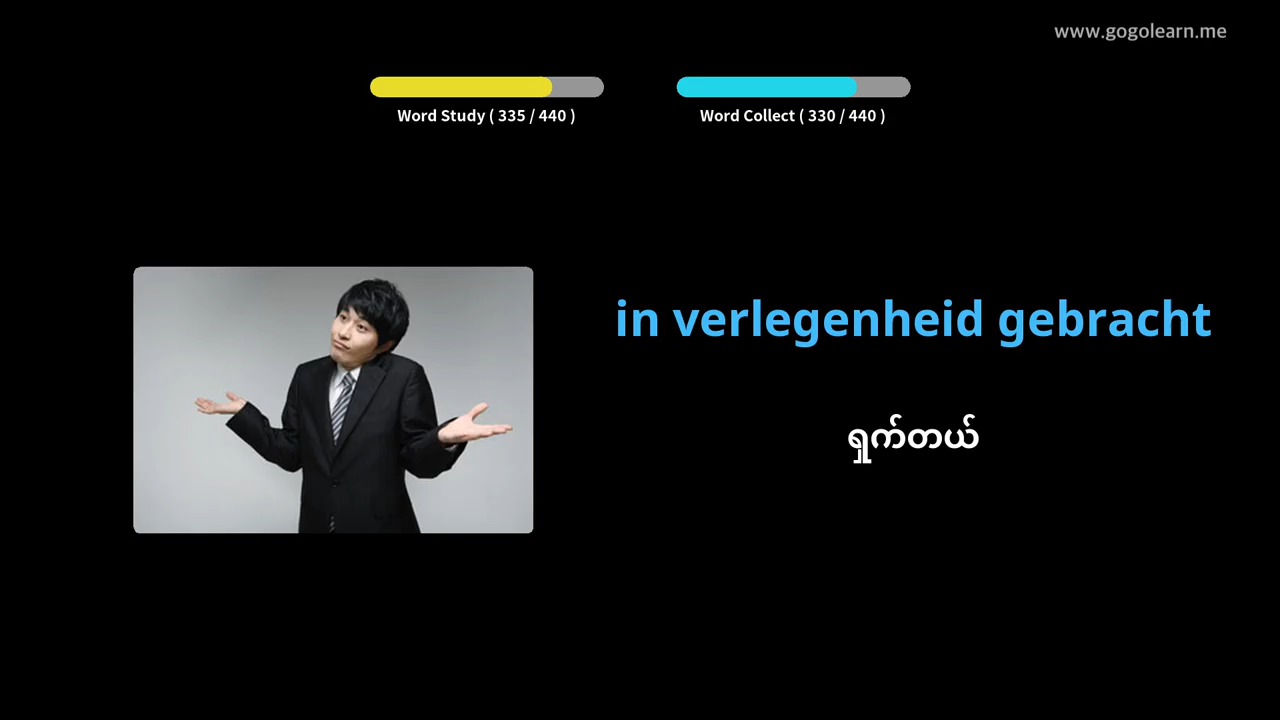 www.gogolearn.me
Word Study ( 335 / 440 )
Word Collect ( 330 / 440 )
in verlegenheid gebracht
ရှက်တယ်